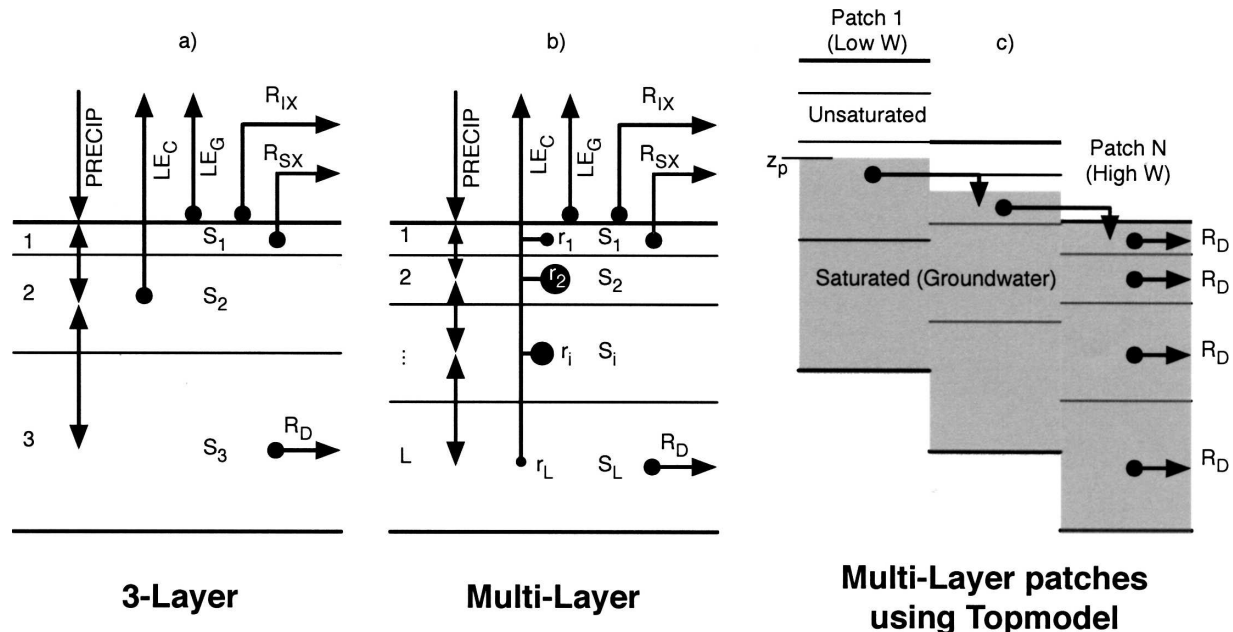 a)
PRECIP
LE_C
LE_G
R_IX
R_SX
1
S_1
2
S_2
3
S_3
R_D
3-Layer
b)
PRECIP
LE_C
LE_G
R_IX
R_SX
1
r_1
S_1
2
r_2
S_2
⋮
r_i
S_i
L
r_L
S_L
R_D
Multi-Layer
c)
Patch 1
(Low W)
Unsaturated
z_p
Patch N
(High W)
Saturated (Groundwater)
R_D
R_D
R_D
R_D
Multi-Layer patches
using Topmodel